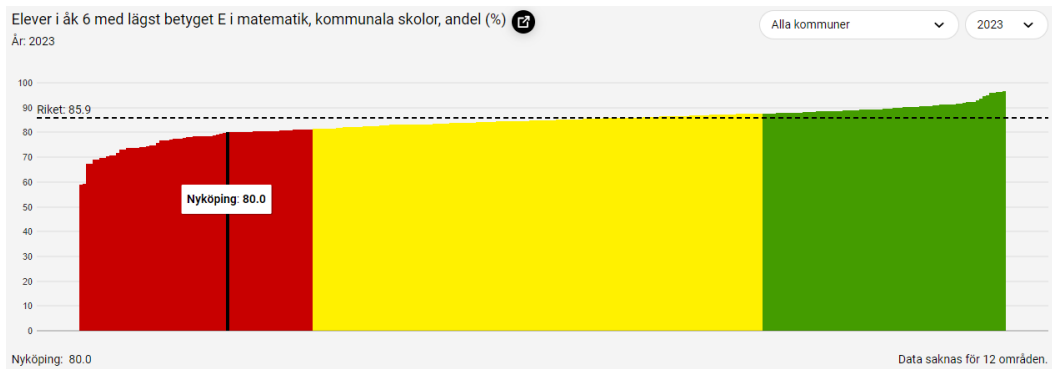 Elever i åk 6 med lägst betyget E i matematik, kommunala skolor, andel (%)
År: 2023
Alla kommuner
2023
100
90
Riket: 85.9
80
70
60
Nyköping: 80.0
50
40
30
20
10
0
Nyköping: 80.0
Data saknas för 12 områden.